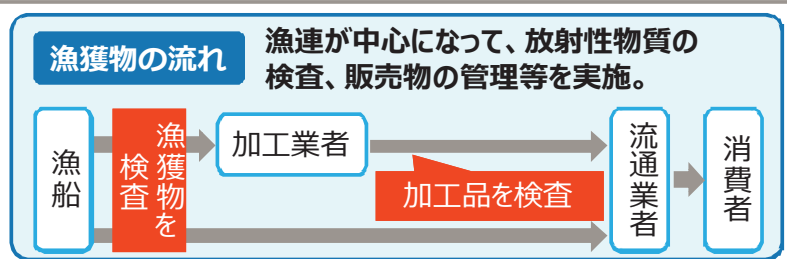 漁獲物の流れ
漁連が中心になって、放射性物質の
検査、販売物の管理等を実施。
漁船
漁獲物を
検査
加工業者
加工品を検査
流通業者
消費者